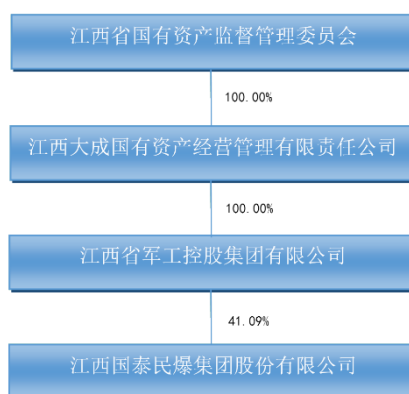 江西省国有资产监督管理委员会
100.00%
江西大成国有资产经营管理有限责任公司
100.00%
江西省军工控股集团有限公司
41.09%
江西国泰民爆集团股份有限公司